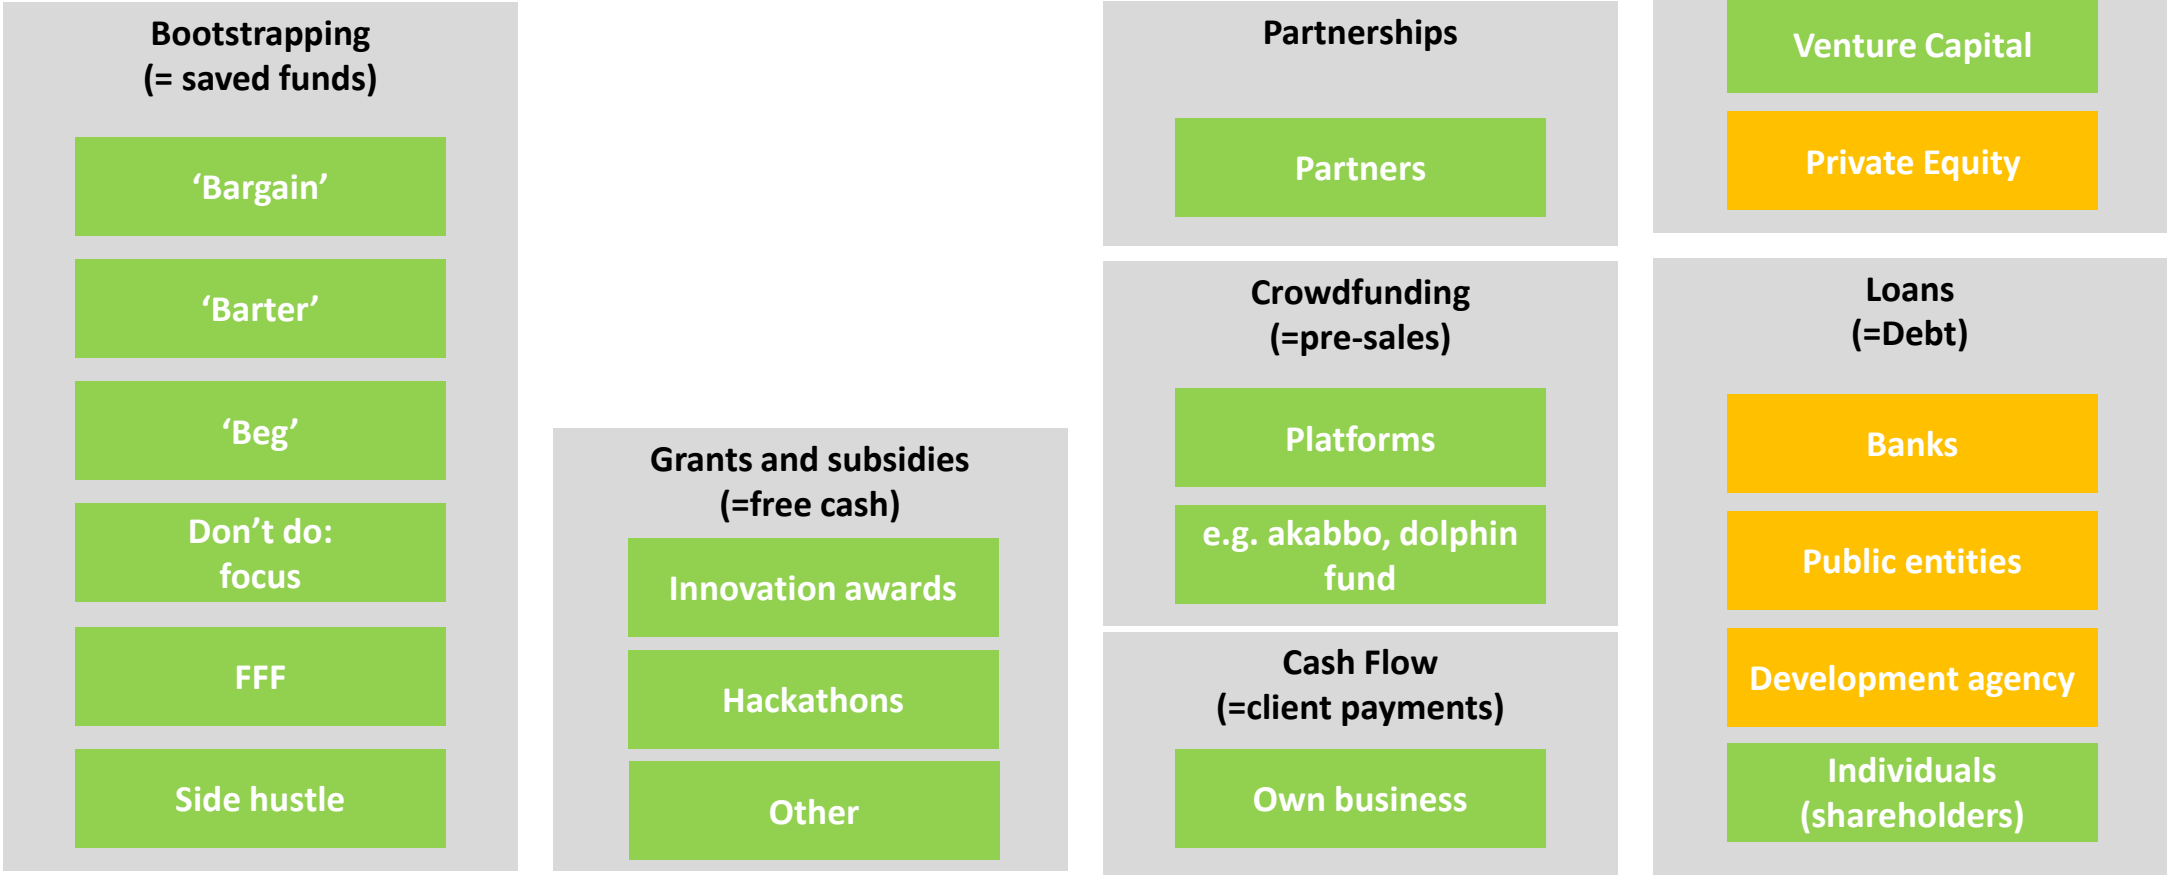 Bootstrapping
(= saved funds)
‘Bargain’
‘Barter’
‘Beg’
Don’t do:
focus
FFF
Side hustle
Grants and subsidies
(=free cash)
Innovation awards
Hackathons
Other
Partnerships
Partners
Crowdfunding
(=pre-sales)
Platforms
e.g. akabbo, dolphin
fund
Cash Flow
(=client payments)
Own business
Venture Capital
Private Equity
Loans
(=Debt)
Banks
Public entities
Development agency
Individuals
(shareholders)